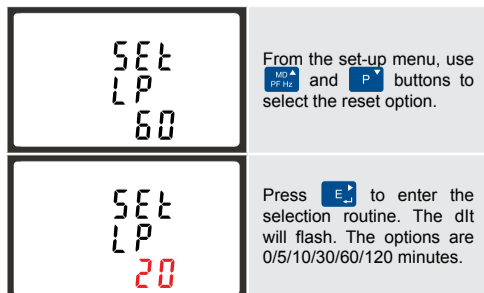 SEt
LP
60
From the set-up menu, use
MD PF Hz and P buttons to
select the reset option.
SEt
LP
20
Press E to enter the
selection routine. The dlt
will flash. The options are
0/5/10/30/60/120 minutes.